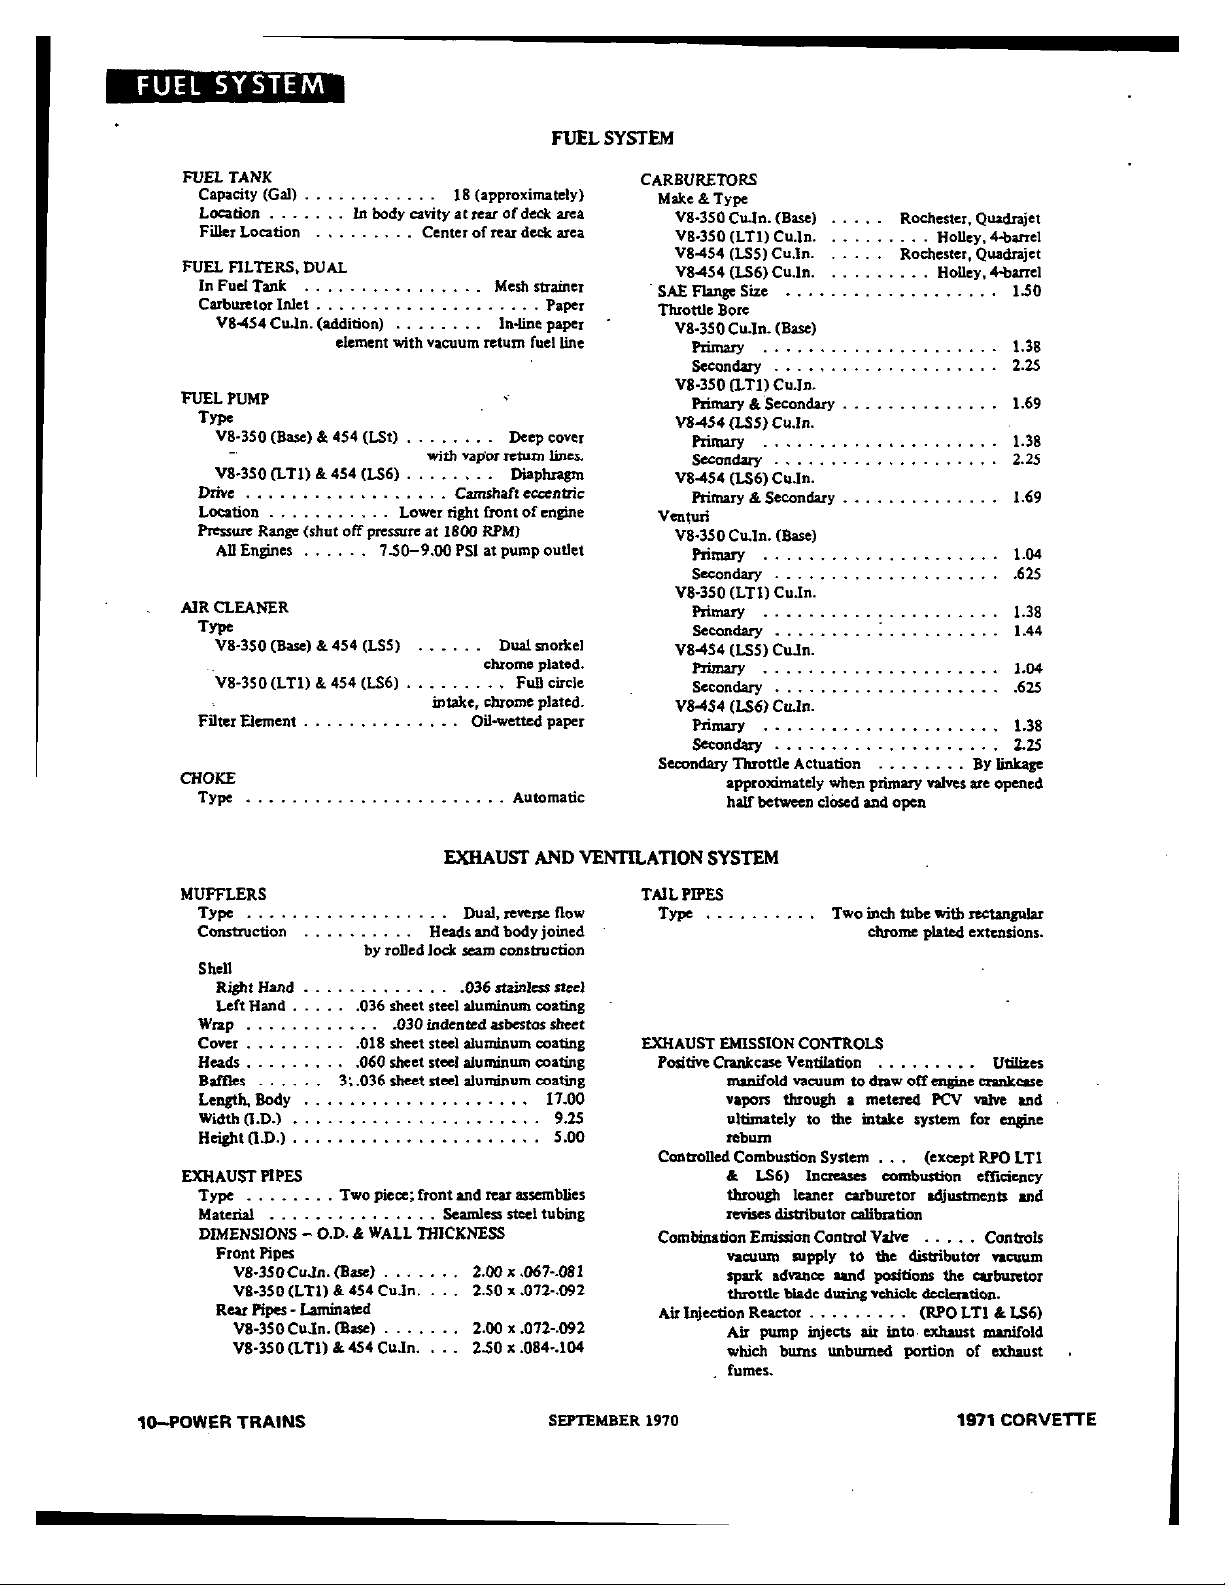 FUEL SYSTEM
FUEL SYSTEM
FUEL TANK
Capacity (Gal) . . . . . . . . . . . . 18 (approximately)
Location . . . . . . . In body cavity at rear of deck area
Filler Location . . . . . . . . . Center of rear deck area
FUEL FILTERS, DUAL
In Fuel Tank . . . . . . . . . . . . . . . . Mesh strainer
Carburetor Inlet . . . . . . . . . . . . . . . . . . . . Paper
V8-454 Cu.In. (addition) . . . . . . . . In-line paper
element with vacuum return fuel line
FUEL PUMP
Type
V8-350 (Base) & 454 (LSt) . . . . . . . . Deep cover
with vapor return lines.
V8-350 (LT1) & 454 (LS6) . . . . . . . . Diaphragm
Drive . . . . . . . . . . . . . . . . . . Camshaft eccentric
Location . . . . . . . . . . . Lower right front of engine
Pressure Range (shut off pressure at 1800 RPM)
All Engines . . . . . . 7.50–9.00 PSI at pump outlet
AIR CLEANER
Type
V8-350 (Base) & 454 (LS5) . . . . . . Dual snorkel
chrome plated.
V8-350 (LT1) & 454 (LS6) . . . . . . . . . Full circle
intake, chrome plated.
Filter Element . . . . . . . . . . . . . . Oil-wetted paper
CHOKE
Type . . . . . . . . . . . . . . . . . . . . . . . Automatic
CARBURETORS
Make & Type
V8-350 Cu.In. (Base) . . . . . Rochester, Quadrajet
V8-350 (LT1) Cu.In. . . . . . . . . . Holley, 4-barrel
V8-454 (LS5) Cu.In. . . . . . Rochester, Quadrajet
V8-454 (LS6) Cu.In. . . . . . . . . . Holley, 4-barrel
SAE Flange Size . . . . . . . . . . . . . . . . . . . 1.50
Throttle Bore
V8-350 Cu.In. (Base)
Primary . . . . . . . . . . . . . . . . . . . . . 1.38
Secondary . . . . . . . . . . . . . . . . . . . . 2.25
V8-350 (LT1) Cu.In.
Primary & Secondary . . . . . . . . . . . . . . 1.69
V8-454 (LS5) Cu.In.
Primary . . . . . . . . . . . . . . . . . . . . . 1.38
Secondary . . . . . . . . . . . . . . . . . . . . 2.25
V8-454 (LS6) Cu.In.
Primary & Secondary . . . . . . . . . . . . . . 1.69
Venturi
V8-350 Cu.In. (Base)
Primary . . . . . . . . . . . . . . . . . . . . . 1.04
Secondary . . . . . . . . . . . . . . . . . . . . .625
V8-350 (LT1) Cu.In.
Primary . . . . . . . . . . . . . . . . . . . . . 1.38
Secondary . . . . . . . . . . . . . . . . . . . . 1.44
V8-454 (LS5) Cu.In.
Primary . . . . . . . . . . . . . . . . . . . . . 1.04
Secondary . . . . . . . . . . . . . . . . . . . . .625
V8-454 (LS6) Cu.In.
Primary . . . . . . . . . . . . . . . . . . . . . 1.38
Secondary . . . . . . . . . . . . . . . . . . . . 2.25
Secondary Throttle Actuation . . . . . . . . By linkage
approximately when primary valves are opened
half between closed and open
EXHAUST AND VENTILATION SYSTEM
MUFFLERS
Type . . . . . . . . . . . . . . . . . . Dual, reverse flow
Construction . . . . . . . . . . Heads and body joined
by rolled lock seam construction
Shell
Right Hand . . . . . . . . . . . . . .036 stainless steel
Left Hand . . . . . .036 sheet steel aluminum coating
Wrap . . . . . . . . . . . . .030 indented asbestos sheet
Cover . . . . . . . . . .018 sheet steel aluminum coating
Heads . . . . . . . . . .060 sheet steel aluminum coating
Baffles . . . . . . 3; .036 sheet steel aluminum coating
Length, Body . . . . . . . . . . . . . . . . . . . . 17.00
Width (I.D.) . . . . . . . . . . . . . . . . . . . . . . 9.25
Height (I.D.) . . . . . . . . . . . . . . . . . . . . . . 5.00
EXHAUST PIPES
Type . . . . . . . . Two piece; front and rear assemblies
Material . . . . . . . . . . . . . . . Seamless steel tubing
DIMENSIONS – O.D. & WALL THICKNESS
Front Pipes
V8-350 Cu.In. (Base) . . . . . . . 2.00 x .067-.081
V8-350 (LT1) & 454 Cu.In. . . . 2.50 x .072-.092
Rear Pipes - Laminated
V8-350 Cu.In. (Base) . . . . . . . 2.00 x .072-.092
V8-350 (LT1) & 454 Cu.In. . . . 2.50 x .084-.104
TAIL PIPES
Type . . . . . . . . . . Two inch tube with rectangular
chrome plated extensions.
EXHAUST EMISSION CONTROLS
Positive Crankcase Ventilation . . . . . . . . . Utilizes
manifold vacuum to draw off engine crankcase
vapors through a metered PCV valve and
ultimately to the intake system for engine
reburn
Controlled Combustion System . . . (except RPO LT1
& LS6) Increases combustion efficiency
through leaner carburetor adjustments and
revises distributor calibration
Combination Emission Control Valve . . . . . Controls
vacuum supply to the distributor vacuum
spark advance aand positions the carburetor
throttle blade during vehicle decleration.
Air Injection Reactor . . . . . . . . . (RPO LT1 & LS6)
Air pump injects air into exhaust manifold
which burns unburned portion of exhaust
fumes.
10–POWER TRAINS
SEPTEMBER 1970
1971 CORVETTE